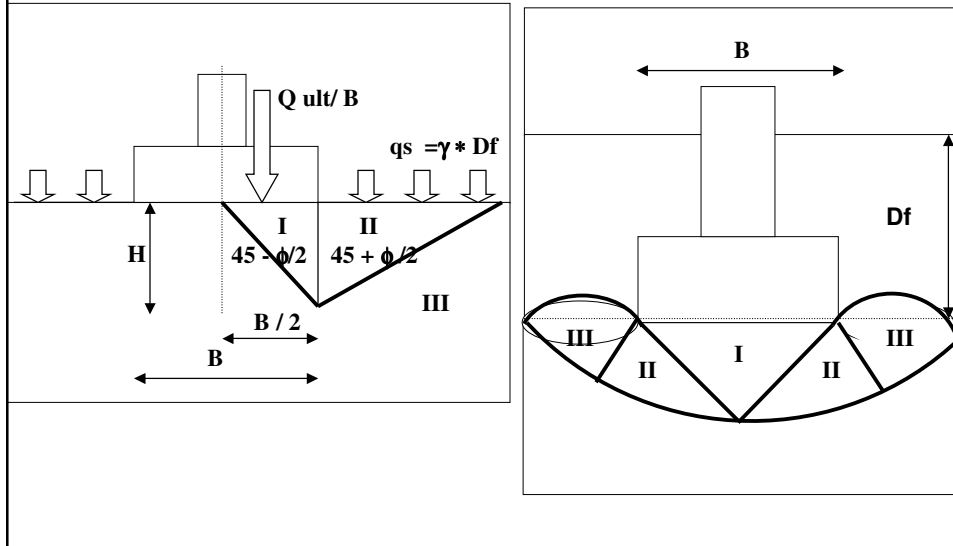 Q ult/ B
qs =γ * Df
I
II
H
45 - ϕ/2
45 + ϕ /2
III
B / 2
B
B
Df
III
II
I
II
III